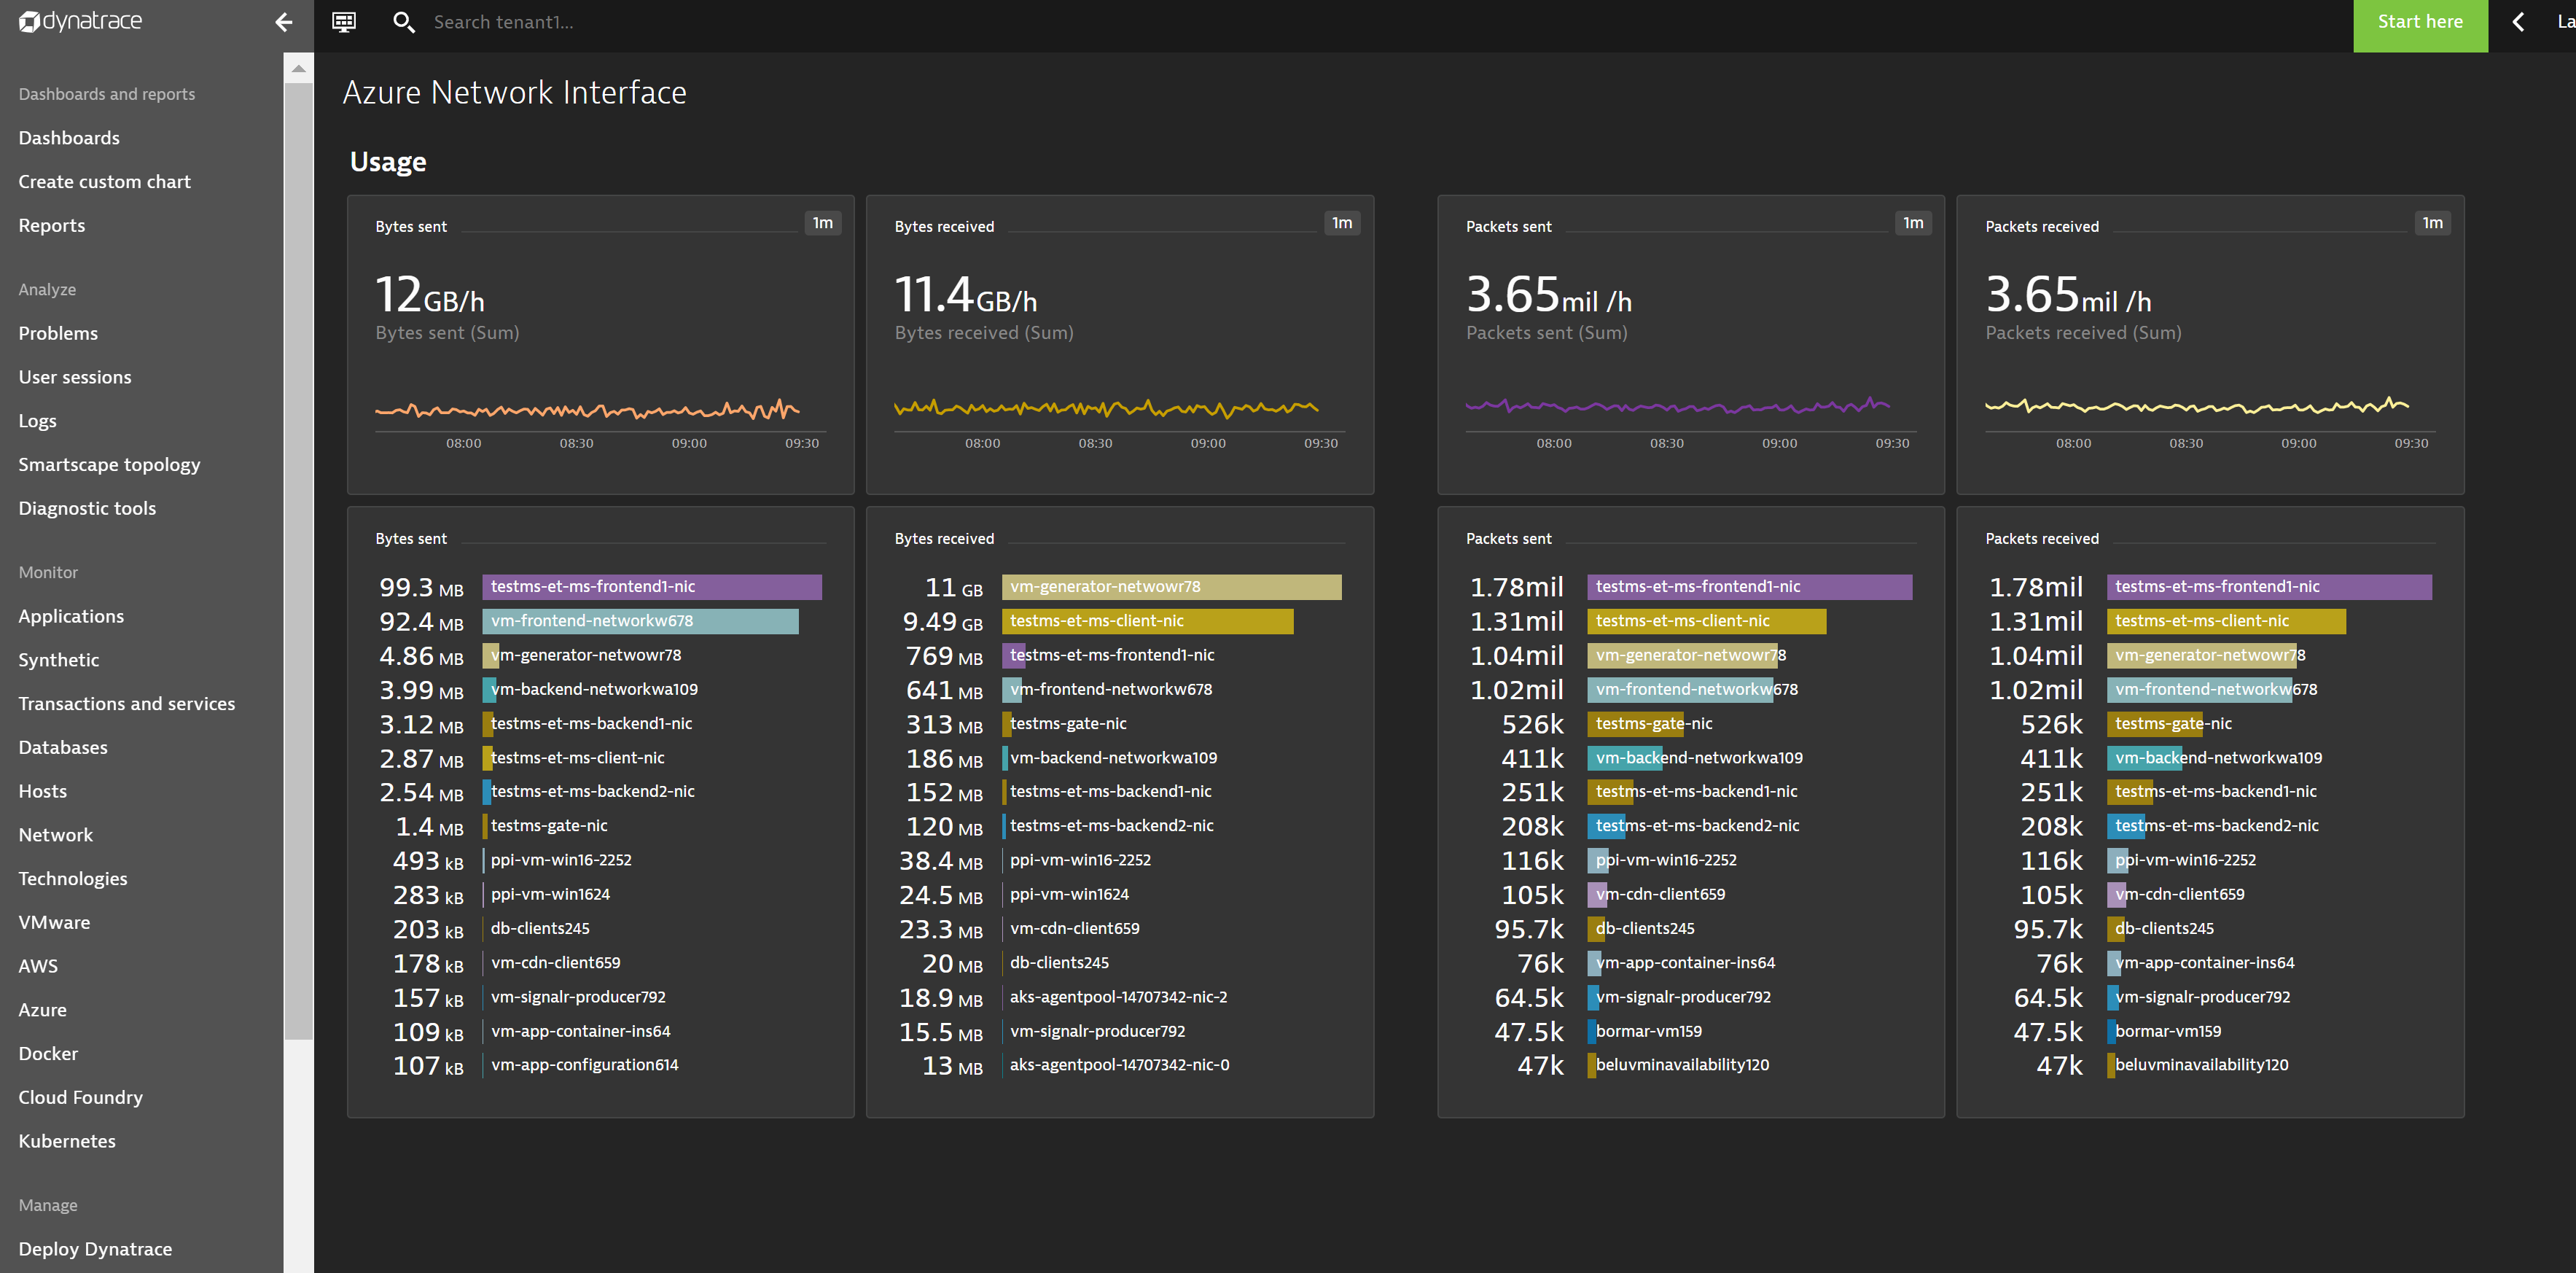 dynatrace
Search tenant1...
Start here
La
Dashboards and reports
Dashboards
Create custom chart
Reports
Analyze
Problems
User sessions
Logs
Smartscape topology
Diagnostic tools
Monitor
Applications
Synthetic
Transactions and services
Databases
Hosts
Network
Technologies
VMware
AWS
Azure
Docker
Cloud Foundry
Kubernetes
Manage
Deploy Dynatrace
Azure Network Interface
Usage
Bytes sent 1m
12GB/h
Bytes sent (Sum)
08:00 08:30 09:00 09:30
Bytes received 1m
11.4GB/h
Bytes received (Sum)
08:00 08:30 09:00 09:30
Packets sent 1m
3.65mil /h
Packets sent (Sum)
08:00 08:30 09:00 09:30
Packets received 1m
3.65mil /h
Packets received (Sum)
08:00 08:30 09:00 09:30
Bytes sent
99.3 MB testms-et-ms-frontend1-nic
92.4 MB vm-frontend-networkw678
4.86 MB vm-generator-netwowr78
3.99 MB vm-backend-networkwa109
3.12 MB testms-et-ms-backend1-nic
2.87 MB testms-et-ms-client-nic
2.54 MB testms-et-ms-backend2-nic
1.4 MB testms-gate-nic
493 kB ppi-vm-win16-2252
283 kB ppi-vm-win1624
203 kB db-clients245
178 kB vm-cdn-client659
157 kB vm-signalr-producer792
109 kB vm-app-container-ins64
107 kB vm-app-configuration614
Bytes received
11 GB vm-generator-netwowr78
9.49 GB testms-et-ms-client-nic
769 MB testms-et-ms-frontend1-nic
641 MB vm-frontend-networkw678
313 MB testms-gate-nic
186 MB vm-backend-networkwa109
152 MB testms-et-ms-backend1-nic
120 MB testms-et-ms-backend2-nic
38.4 MB ppi-vm-win16-2252
24.5 MB ppi-vm-win1624
23.3 MB vm-cdn-client659
20 MB db-clients245
18.9 MB aks-agentpool-14707342-nic-2
15.5 MB vm-signalr-producer792
13 MB aks-agentpool-14707342-nic-0
Packets sent
1.78mil testms-et-ms-frontend1-nic
1.31mil testms-et-ms-client-nic
1.04mil vm-generator-netwowr78
1.02mil vm-frontend-networkw678
526k testms-gate-nic
411k vm-backend-networkwa109
251k testms-et-ms-backend1-nic
208k testms-et-ms-backend2-nic
116k ppi-vm-win16-2252
105k vm-cdn-client659
95.7k db-clients245
76k vm-app-container-ins64
64.5k vm-signalr-producer792
47.5k bormar-vm159
47k beluvminavailability120
Packets received
1.78mil testms-et-ms-frontend1-nic
1.31mil testms-et-ms-client-nic
1.04mil vm-generator-netwowr78
1.02mil vm-frontend-networkw678
526k testms-gate-nic
411k vm-backend-networkwa109
251k testms-et-ms-backend1-nic
208k testms-et-ms-backend2-nic
116k ppi-vm-win16-2252
105k vm-cdn-client659
95.7k db-clients245
76k vm-app-container-ins64
64.5k vm-signalr-producer792
47.5k bormar-vm159
47k beluvminavailability120